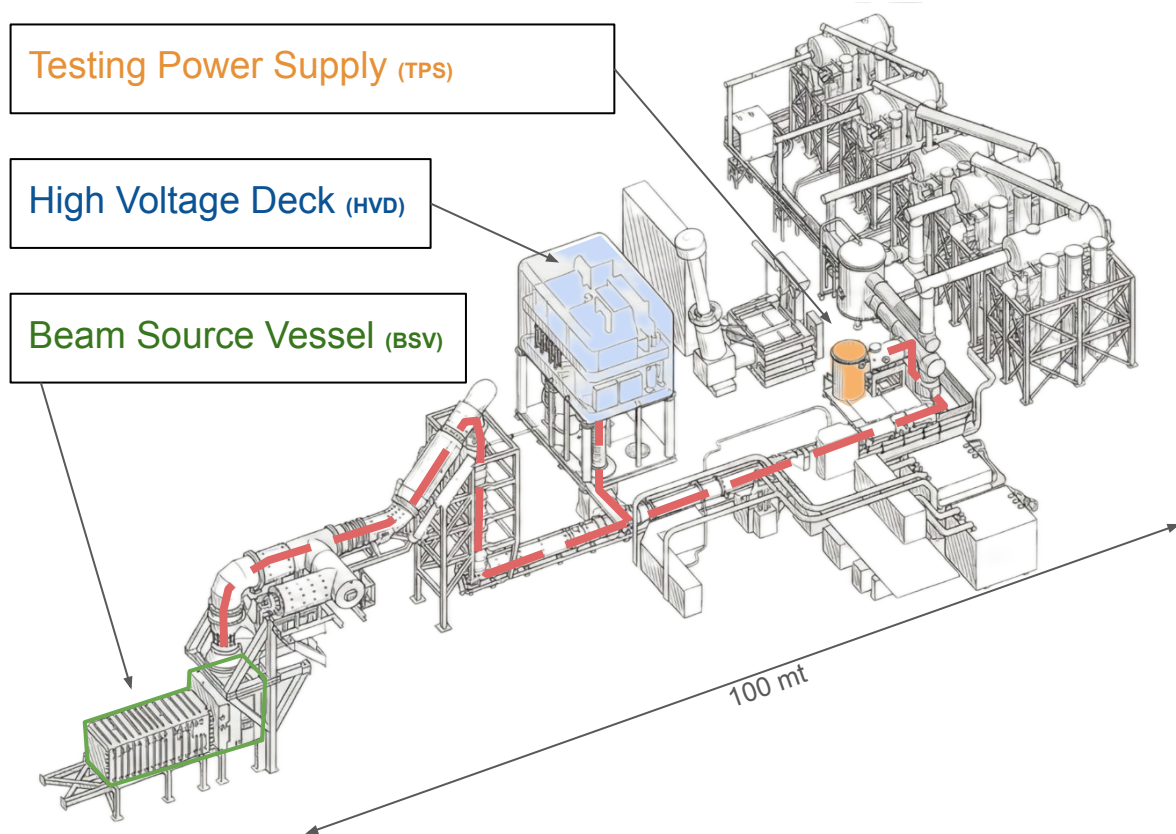 Testing Power Supply (TPS)
High Voltage Deck (HVD)
Beam Source Vessel (BSV)
100 mt